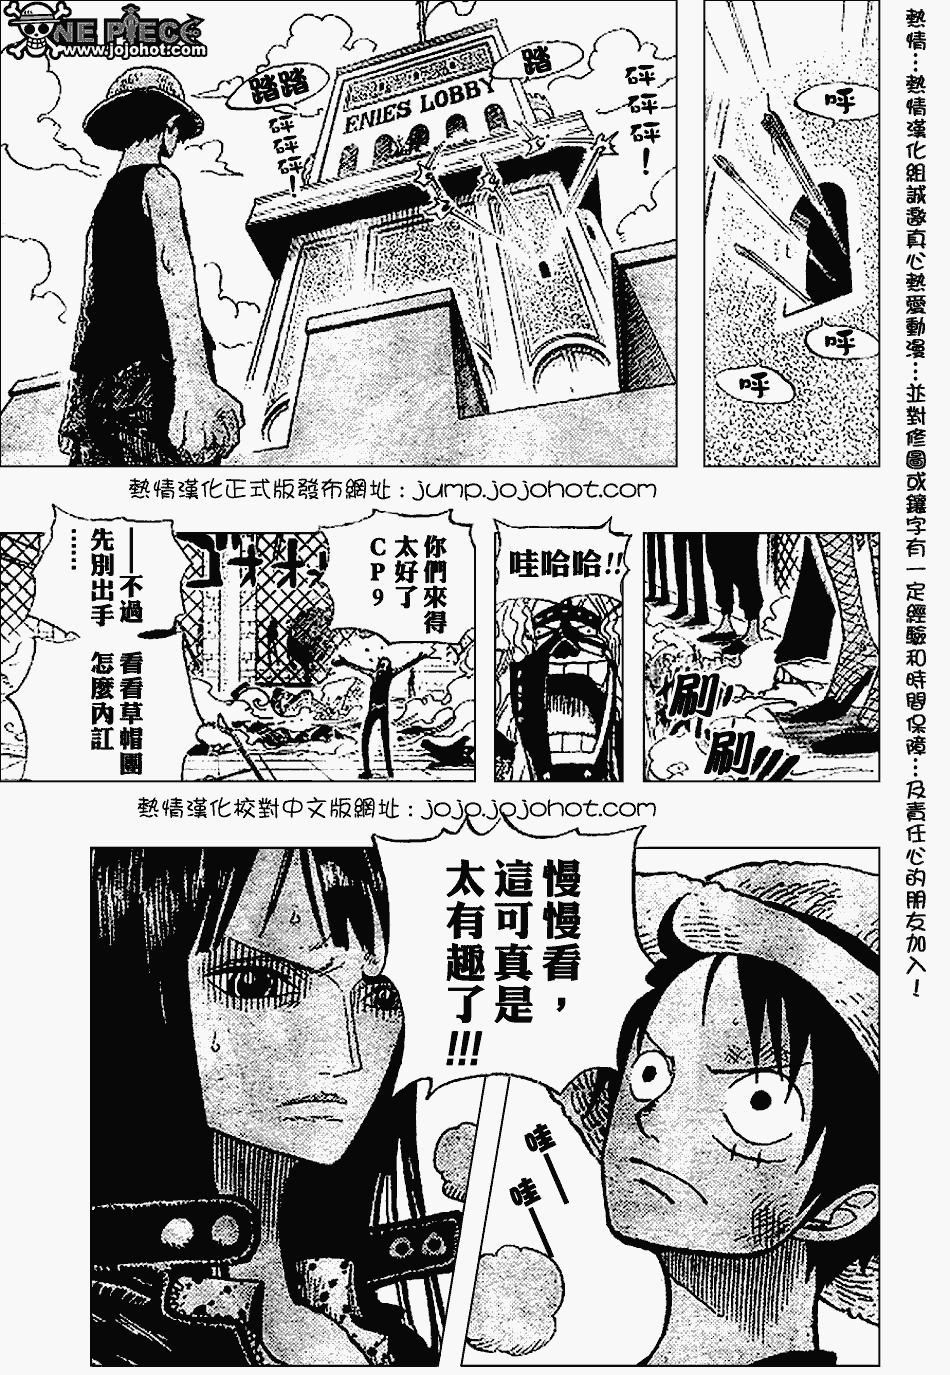 ONE PIECE
www.jojohot.com
呼
呼
呼
ENIES LOBBY
踏
踏踏
砰砰砰！
砰砰砰！
熱情漢化正式版發布網址：jump.jojohot.com
刷
刷
哇哈哈!!
你們來得
太好了
CP9
——不過
先別出手
……
看看草帽團
怎麼內訌
熱情漢化校對中文版網址：jojo.jojohot.com
慢慢看，
這可真是
太有趣了!!!
哇——
哇——
熱情…熱情漢化組誠邀真心熱愛動漫…並對修圖或鑲字有一定經驗和時間保障…及責任心的朋友加入！